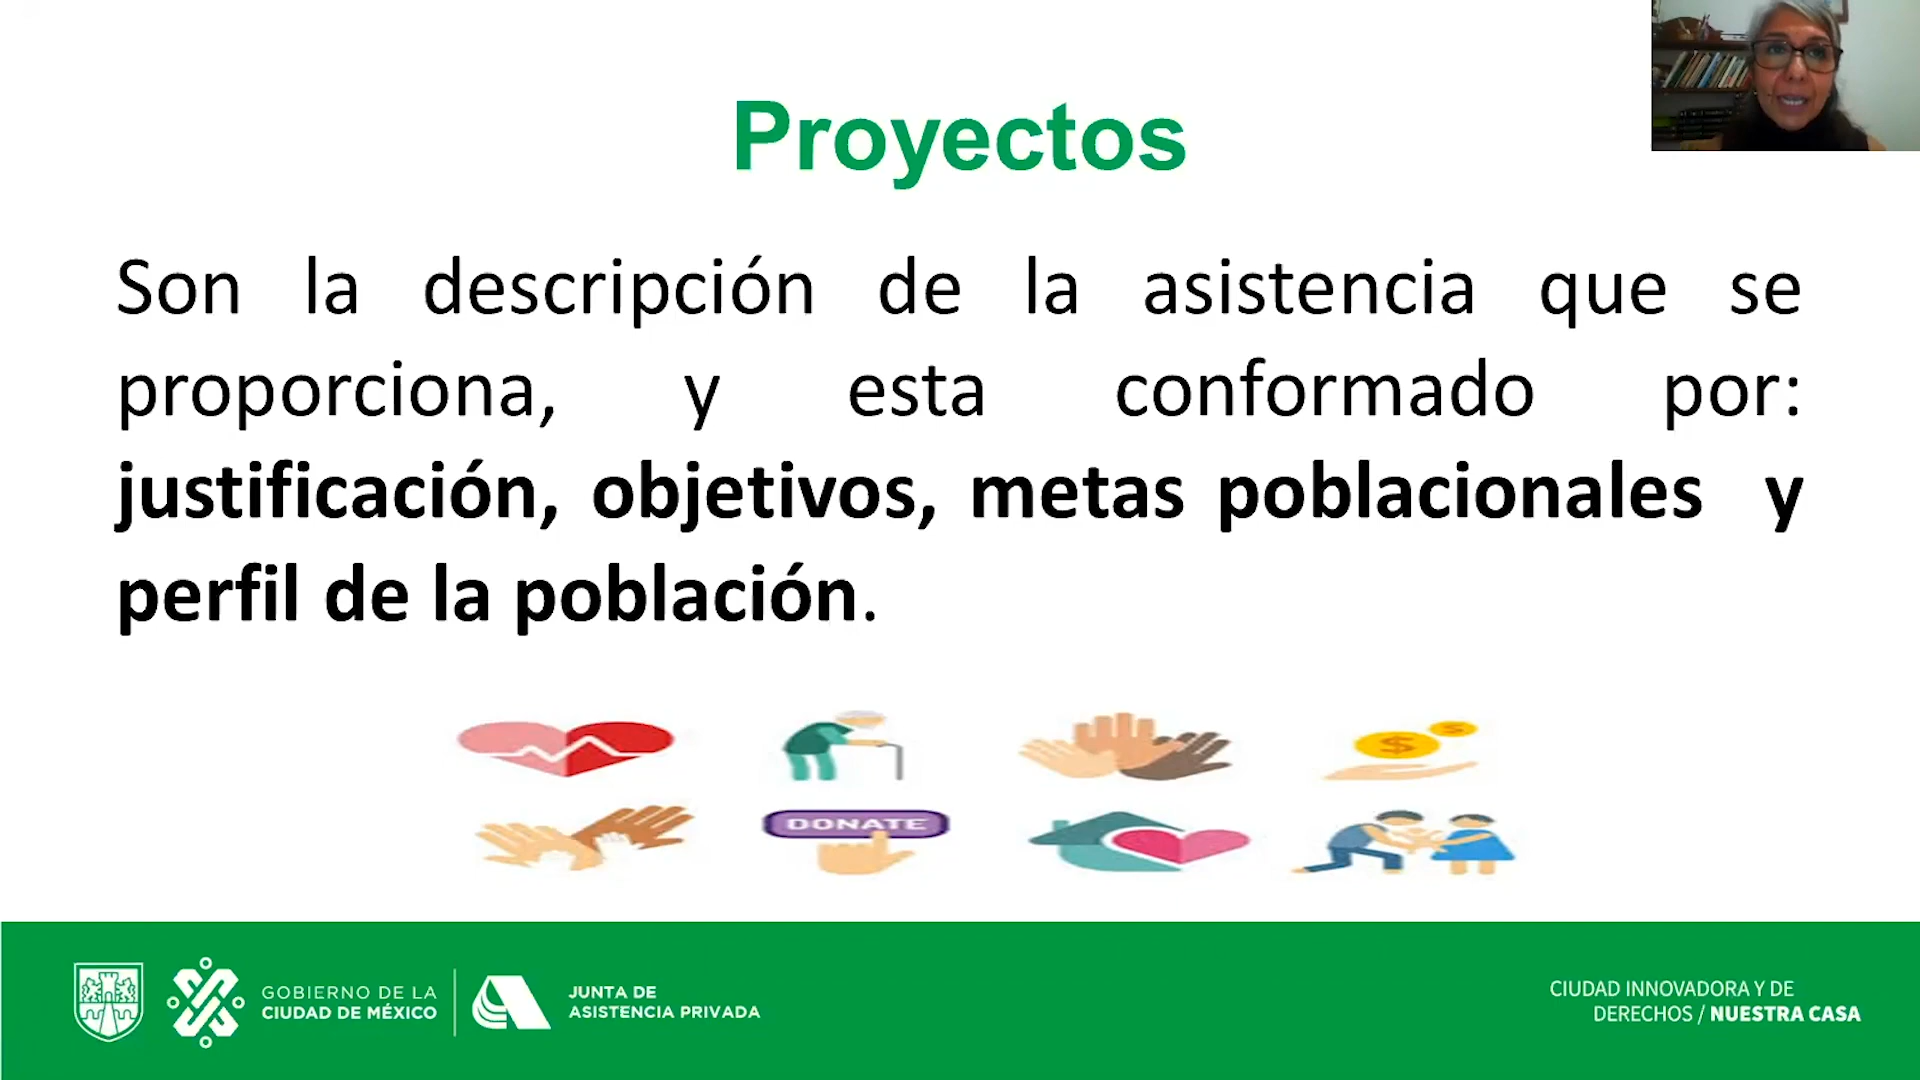 Proyectos
Son la descripción de la asistencia que se
proporciona, y esta conformado por:
justificación, objetivos, metas poblacionales y
perfil de la población.
$ $
DONATE
GOBIERNO DE LA
CIUDAD DE MÉXICO
JUNTA DE
ASISTENCIA PRIVADA
CIUDAD INNOVADORA Y DE
DERECHOS / NUESTRA CASA